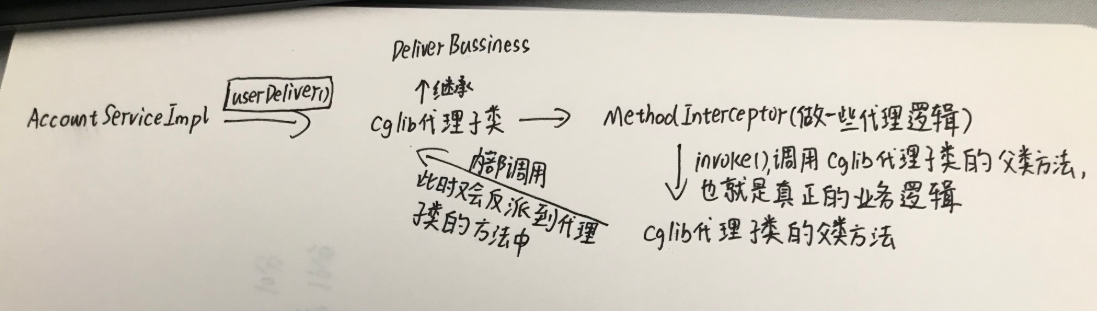 Deliver Bussiness
个继承
AccountServiceImpl
userDeliver()
Cglib代理子类
MethodInterceptor(做一些代理逻辑)
内部调用
此时又会反派到代理
子类的方法中
invoke(),调用Cglib代理子类的父类方法,
也就是真正的业务逻辑
Cglib代理子类的父类方法